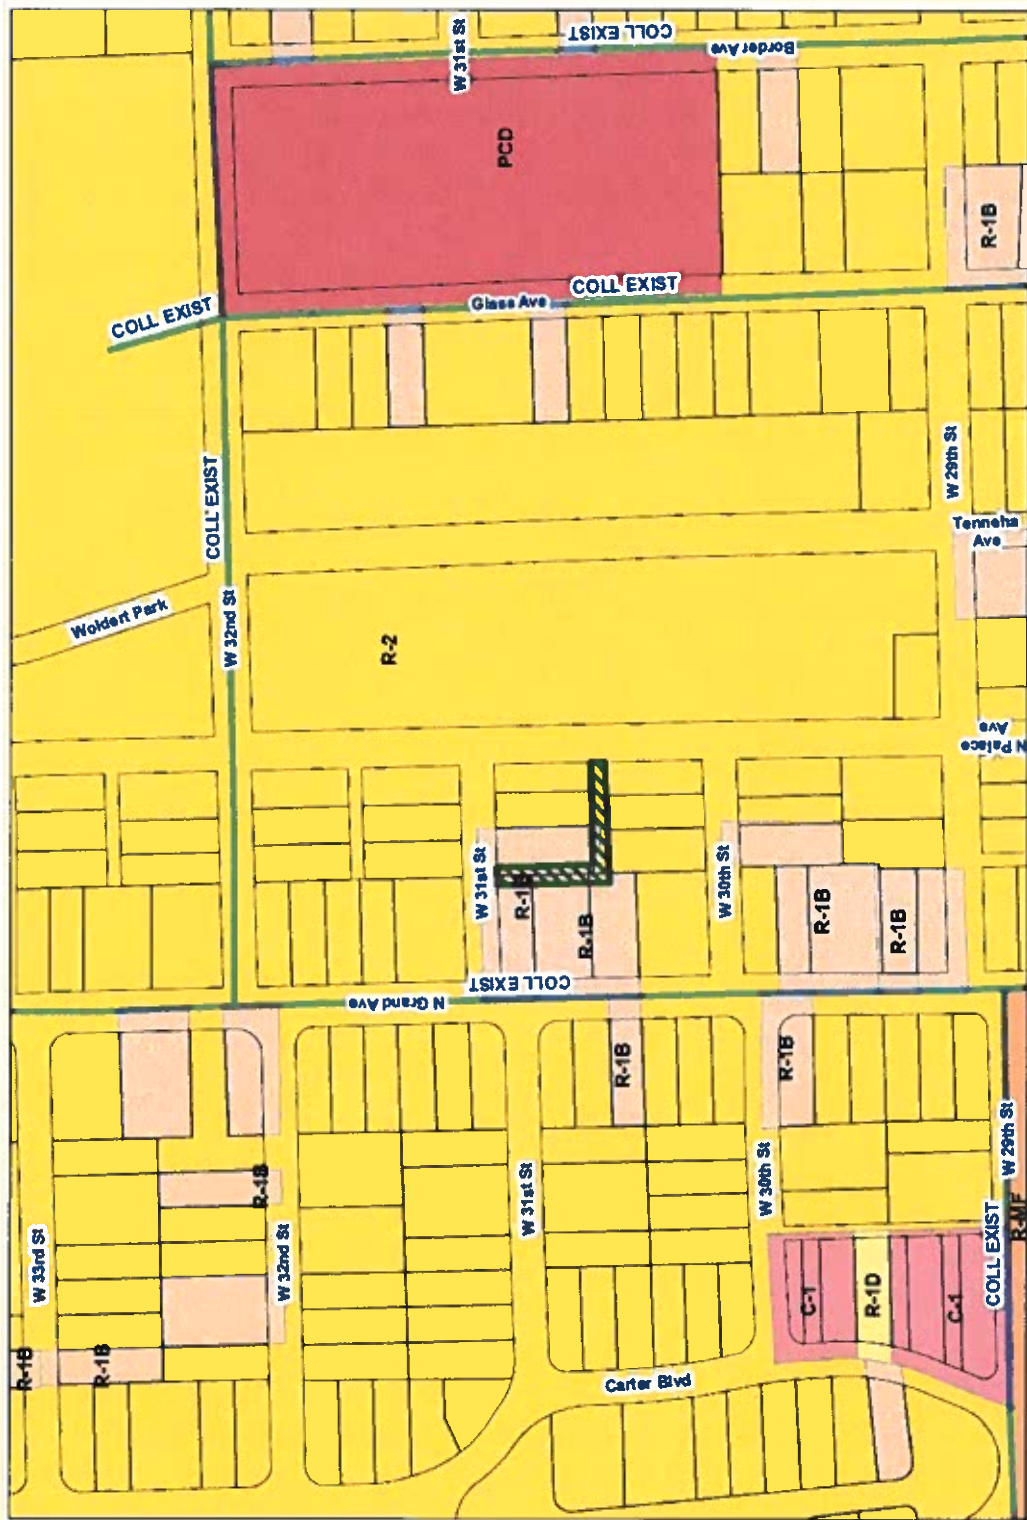 COLL EXIST
Border Ave
W 31st St
PCD
R-1B
COLL EXIST
COLL EXIST
Glass Ave
COLL EXIST
W 29th St
Tenneha
Ave
Woldert Park
W 32nd St
R-2
N Palace
Ave
W 31st St
R-1B
R-1B
W 30th St
R-1B
R-1B
COLL EXIST
N Grand Ave
R-1B
R-1B
W 33rd St
R-1B
W 32nd St
W 31st St
W 30th St
W 29th St
COLL EXIST
R-MF
C-1
R-1D
C-1
R-1B
R-1B
Carter Blvd